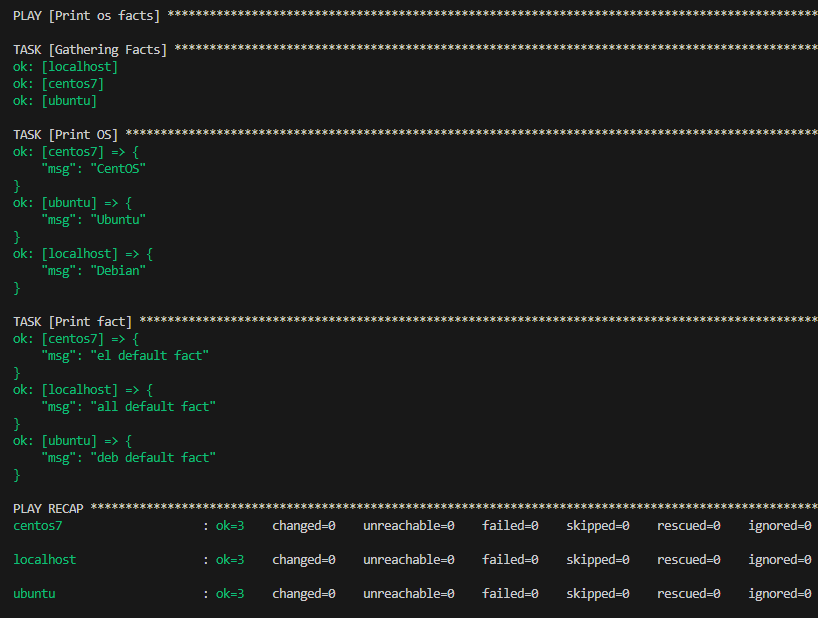 PLAY [Print os facts] *********************************************************************************************
TASK [Gathering Facts] ********************************************************************************************
ok: [localhost]
ok: [centos7]
ok: [ubuntu]
TASK [Print OS] ***************************************************************************************************
ok: [centos7] => {
    "msg": "CentOS"
}
ok: [ubuntu] => {
    "msg": "Ubuntu"
}
ok: [localhost] => {
    "msg": "Debian"
}
TASK [Print fact] *************************************************************************************************
ok: [centos7] => {
    "msg": "el default fact"
}
ok: [localhost] => {
    "msg": "all default fact"
}
ok: [ubuntu] => {
    "msg": "deb default fact"
}
PLAY RECAP ********************************************************************************************************
centos7                    : ok=3    changed=0    unreachable=0    failed=0    skipped=0    rescued=0    ignored=0
localhost                  : ok=3    changed=0    unreachable=0    failed=0    skipped=0    rescued=0    ignored=0
ubuntu                     : ok=3    changed=0    unreachable=0    failed=0    skipped=0    rescued=0    ignored=0